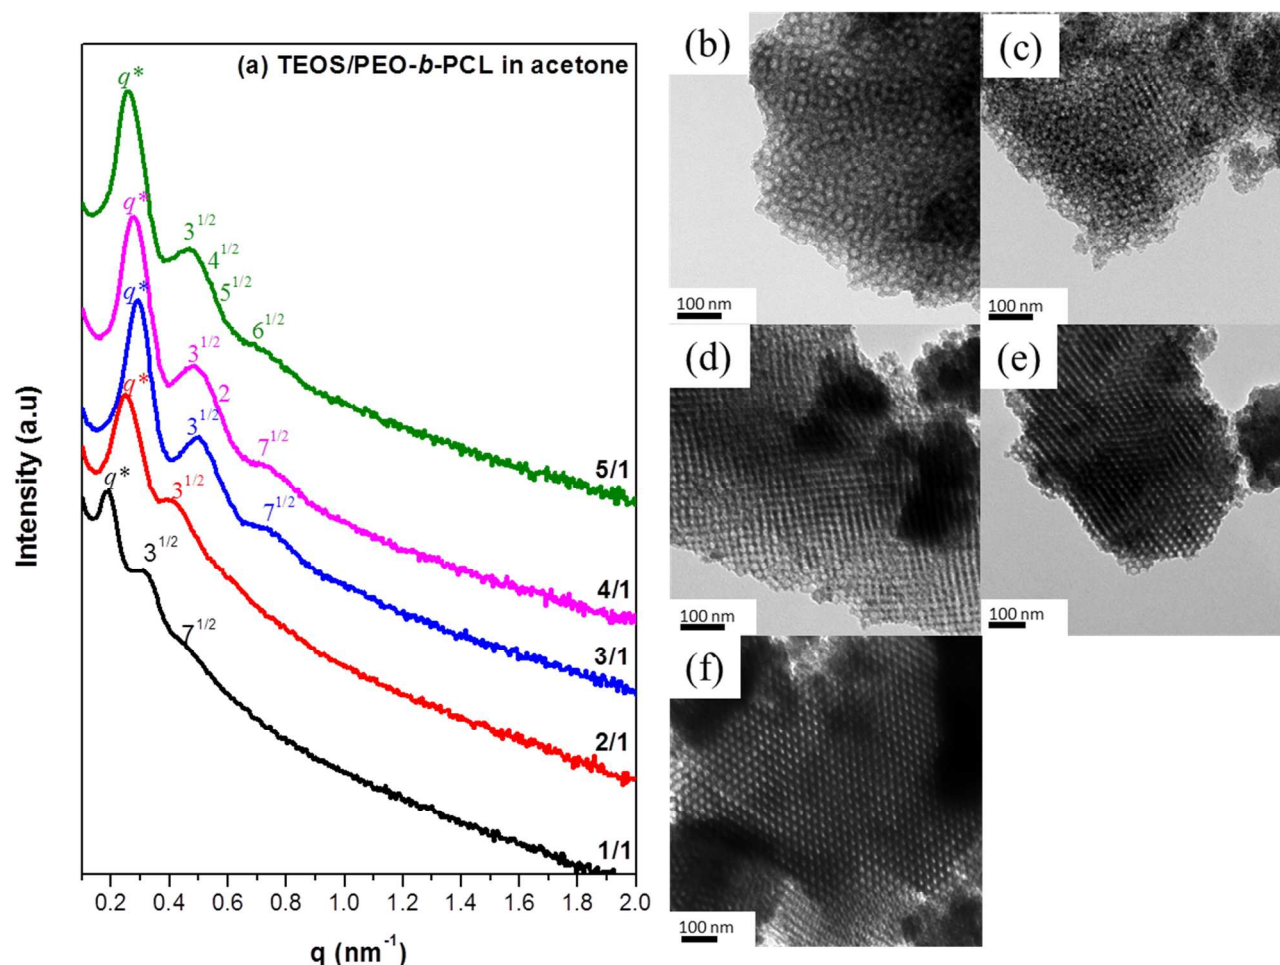 (a) TEOS/PEO-b-PCL in acetone
q*
3^1/2
4^1/2
5^1/2
6^1/2
5/1
q*
3^1/2
2
7^1/2
4/1
q*
3^1/2
7^1/2
3/1
q*
3^1/2
2/1
q*
3^1/2
7^1/2
1/1
Intensity (a.u)
0.2 0.4 0.6 0.8 1.0 1.2 1.4 1.6 1.8 2.0
q (nm^-1)
(b)
100 nm
(c)
100 nm
(d)
100 nm
(e)
100 nm
(f)
100 nm